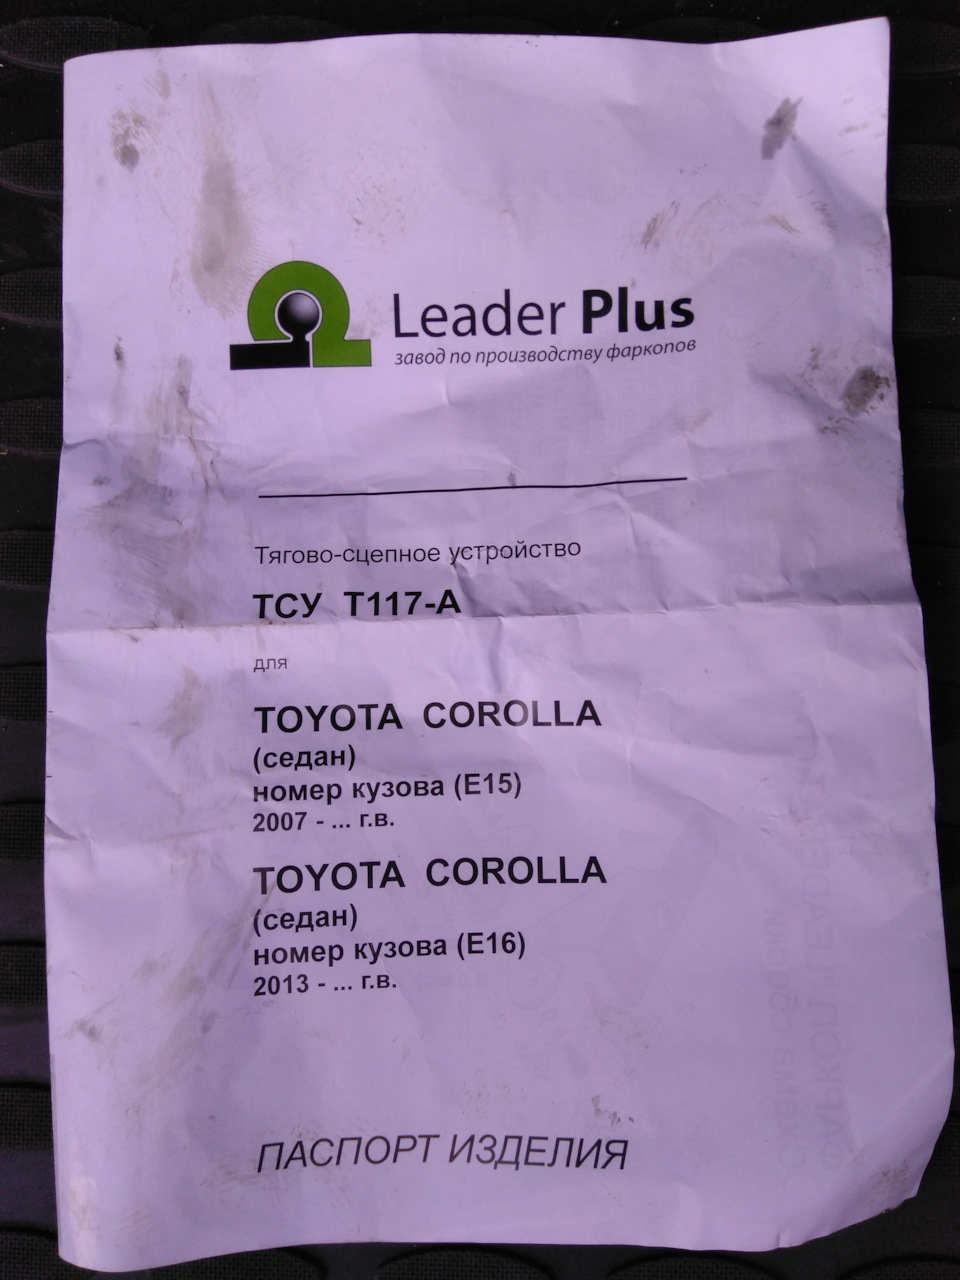 Leader Plus
завод по производству фаркопов
Тягово-сцепное устройство
ТСУ Т117-А
для
TOYOTA COROLLA
(седан)
номер кузова (E15)
2007 - ... г.в.
TOYOTA COROLLA
(седан)
номер кузова (E16)
2013 - ... г.в.
ПАСПОРТ ИЗДЕЛИЯ